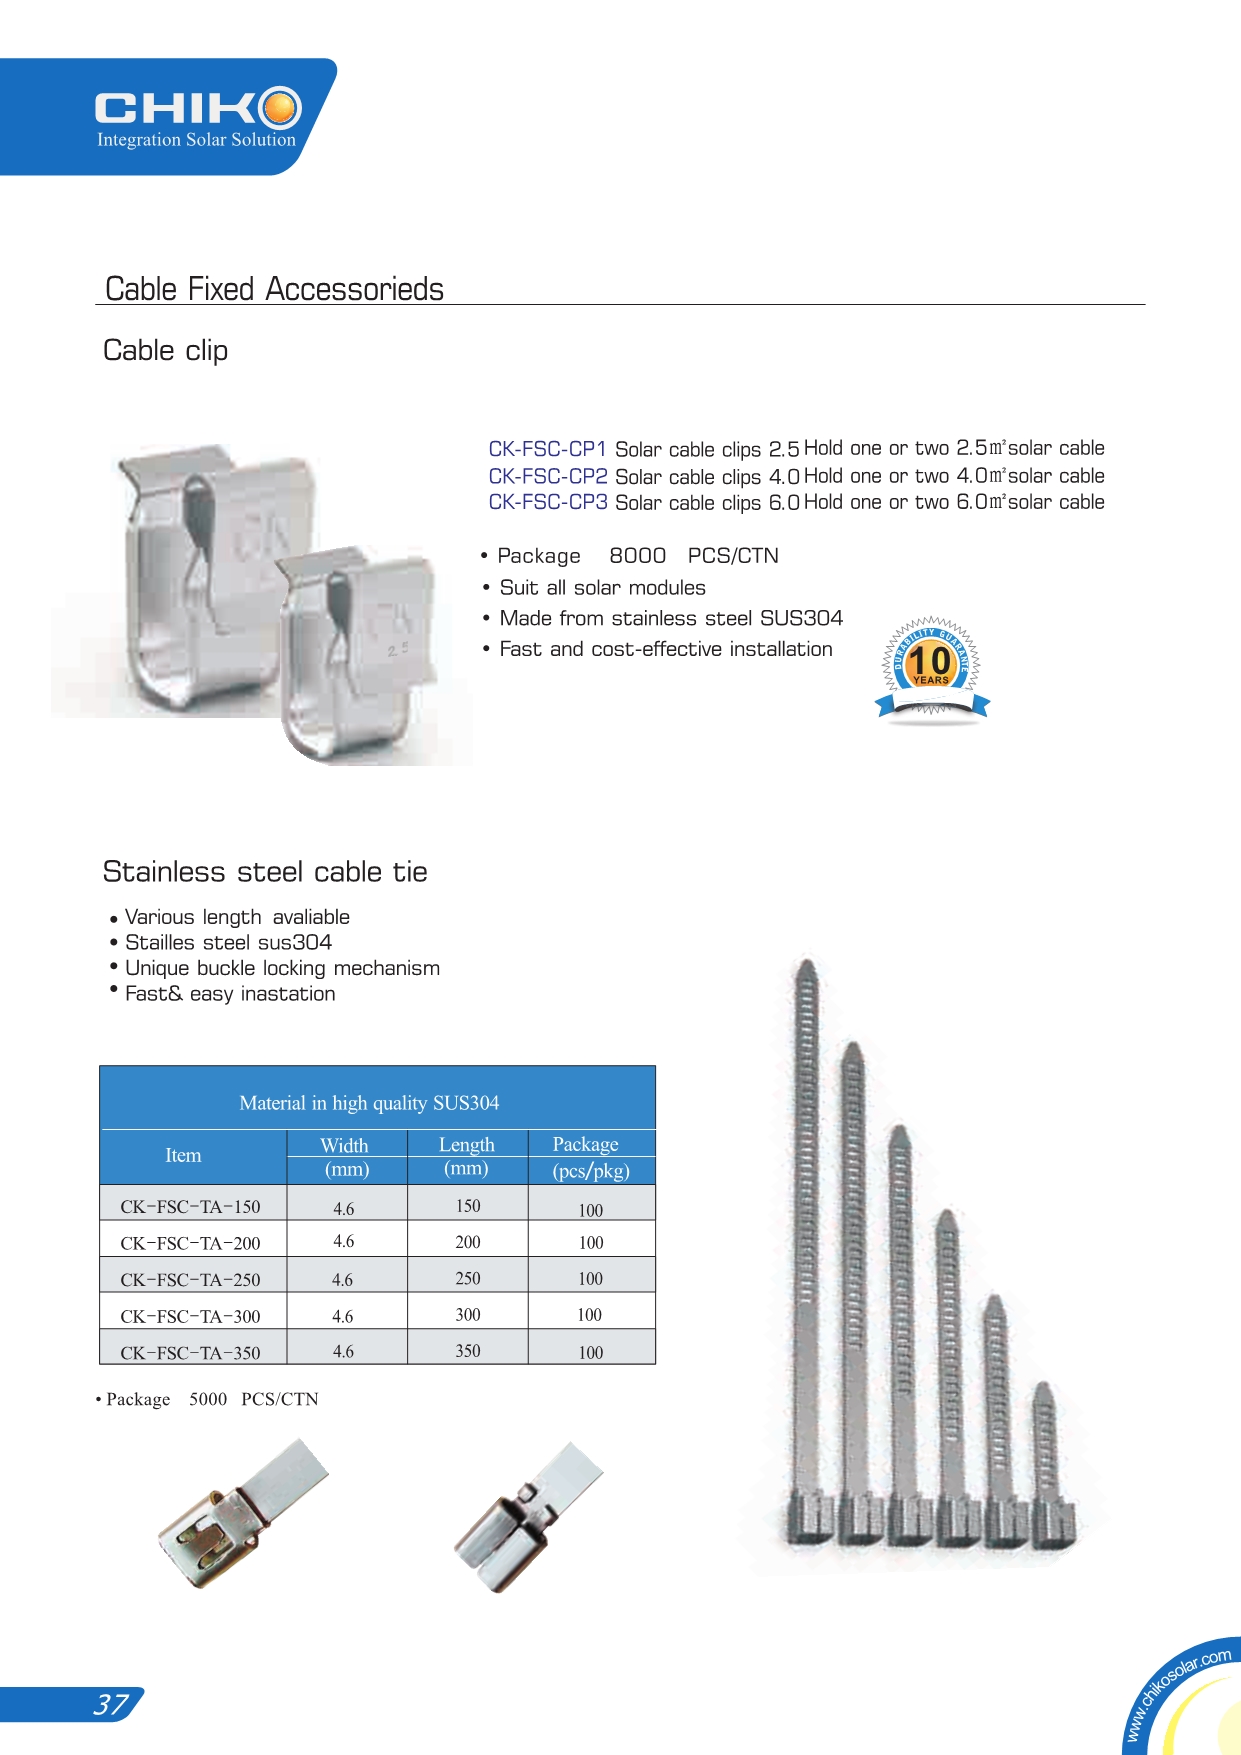 CHIKO
Integration Solar Solution
Cable Fixed Accessorieds
Cable clip
CK-FSC-CP1 Solar cable clips 2.5 Hold one or two 2.5㎡ solar cable
CK-FSC-CP2 Solar cable clips 4.0 Hold one or two 4.0㎡ solar cable
CK-FSC-CP3 Solar cable clips 6.0 Hold one or two 6.0㎡ solar cable
• Package 8000 PCS/CTN
• Suit all solar modules
• Made from stainless steel SUS304
• Fast and cost-effective installation
DURABILITY GUARANTE
10
YEARS
2.5
Stainless steel cable tie
• Various length avaliable
• Stailles steel sus304
• Unique buckle locking mechanism
• Fast& easy inastation
Material in high quality SUS304
Item Width (mm) Length (mm) Package (pcs/pkg)
CK-FSC-TA-150 4.6 150 100
CK-FSC-TA-200 4.6 200 100
CK-FSC-TA-250 4.6 250 100
CK-FSC-TA-300 4.6 300 100
CK-FSC-TA-350 4.6 350 100
• Package 5000 PCS/CTN
37
www.chikosolar.com